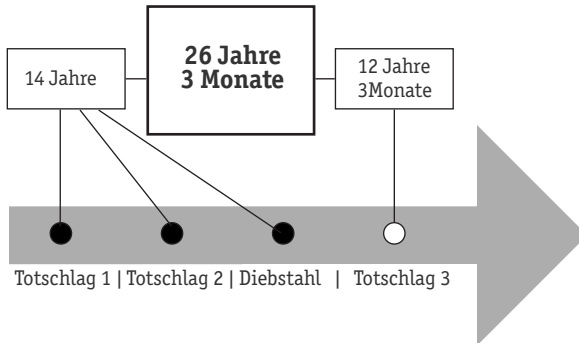 14 Jahre
26 Jahre
3 Monate
12 Jahre
3Monate
Totschlag 1 | Totschlag 2 | Diebstahl | Totschlag 3